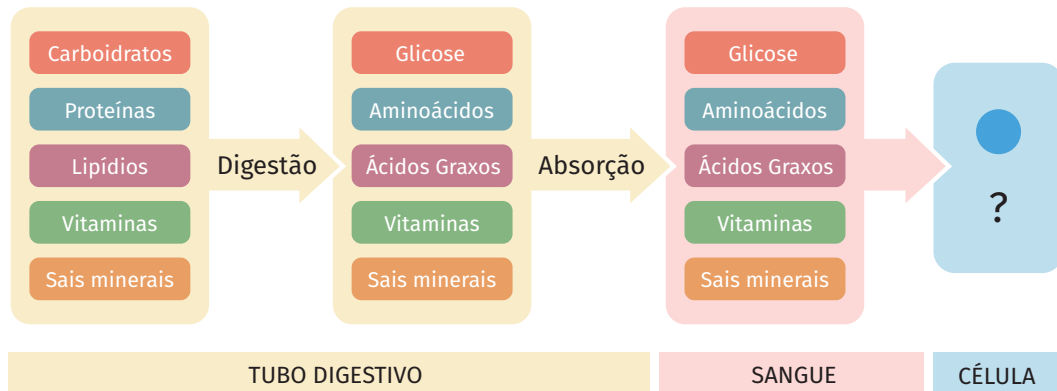 Carboidratos
Proteínas
Lipídios
Vitaminas
Sais minerais
Digestão
Glicose
Aminoácidos
Ácidos Graxos
Vitaminas
Sais minerais
Absorção
Glicose
Aminoácidos
Ácidos Graxos
Vitaminas
Sais minerais
?
TUBO DIGESTIVO
SANGUE
CÉLULA